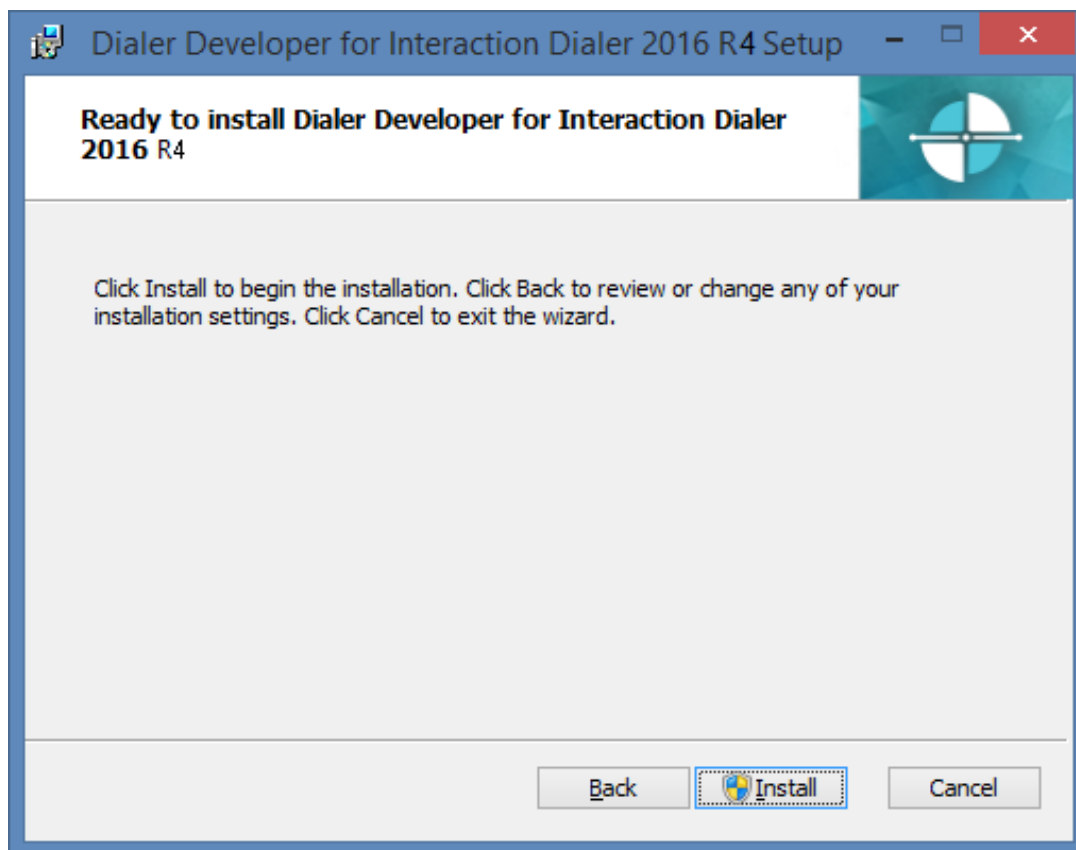 Dialer Developer for Interaction Dialer 2016 R4 Setup
Ready to install Dialer Developer for Interaction Dialer
2016 R4
Click Install to begin the installation. Click Back to review or change any of your
installation settings. Click Cancel to exit the wizard.
Back Install Cancel